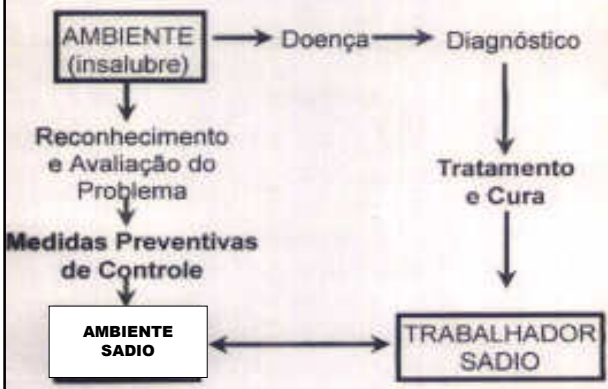 AMBIENTE
(insalubre)
Doença
Diagnóstico
Reconhecimento
e Avaliação do
Problema
Tratamento
e Cura
Medidas Preventivas
de Controle
AMBIENTE
SADIO
TRABALHADOR
SADIO